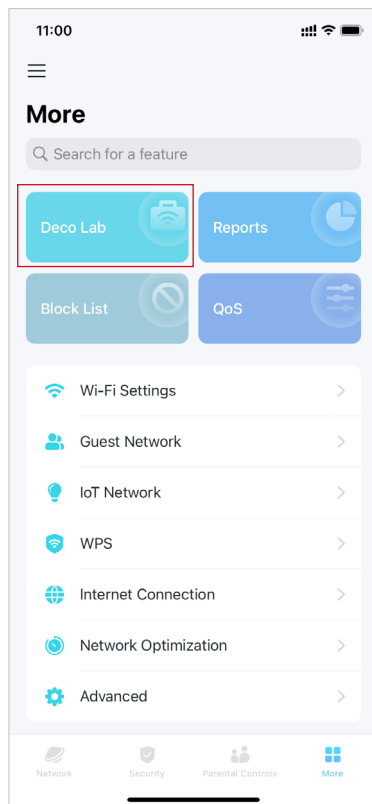 11:00
More
Search for a feature
Deco Lab
Reports
Block List
QoS
Wi-Fi Settings
Guest Network
IoT Network
WPS
Internet Connection
Network Optimization
Advanced
Network Security Parental Controls More